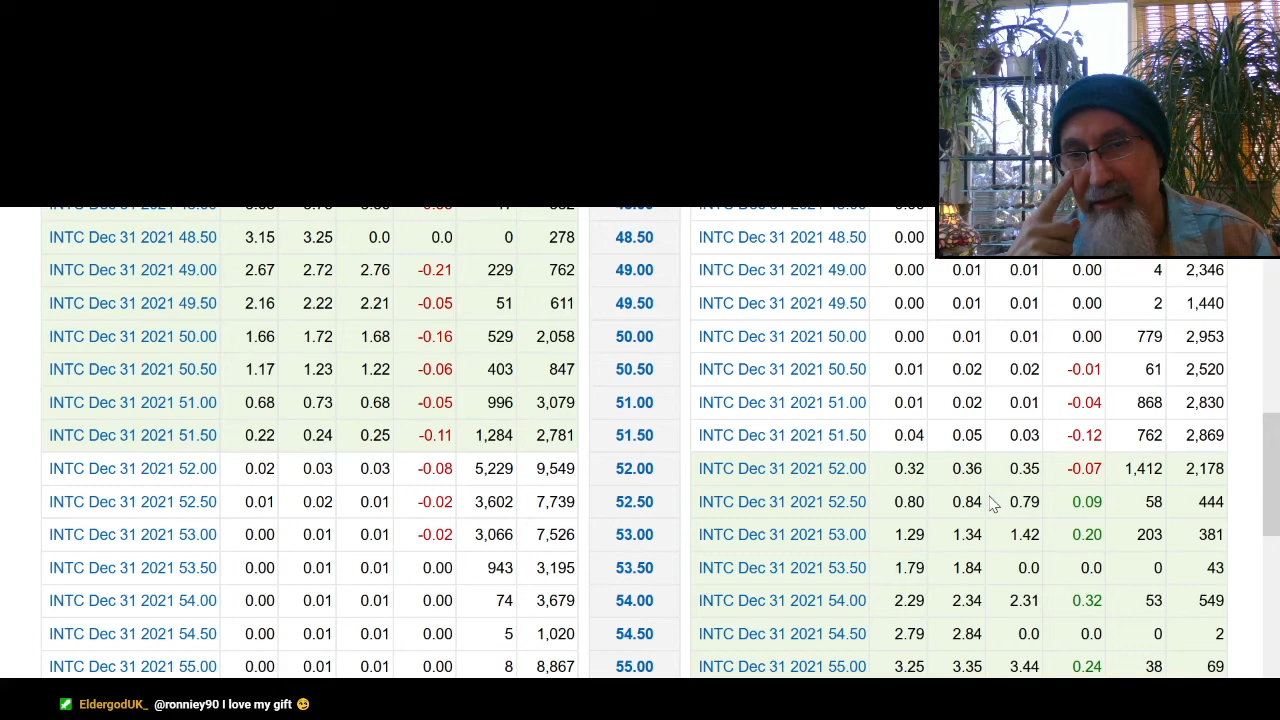 INTC Dec 31 2021 48.50 3.15 3.25 0.0 0.0 0 278 48.50 INTC Dec 31 2021 48.50 0.00
INTC Dec 31 2021 49.00 2.67 2.72 2.76 -0.21 229 762 49.00 INTC Dec 31 2021 49.00 0.00 0.01 0.01 0.00 4 2,346
INTC Dec 31 2021 49.50 2.16 2.22 2.21 -0.05 51 611 49.50 INTC Dec 31 2021 49.50 0.00 0.01 0.01 0.00 2 1,440
INTC Dec 31 2021 50.00 1.66 1.72 1.68 -0.16 529 2,058 50.00 INTC Dec 31 2021 50.00 0.00 0.01 0.01 0.00 779 2,953
INTC Dec 31 2021 50.50 1.17 1.23 1.22 -0.06 403 847 50.50 INTC Dec 31 2021 50.50 0.01 0.02 0.02 -0.01 61 2,520
INTC Dec 31 2021 51.00 0.68 0.73 0.68 -0.05 996 3,079 51.00 INTC Dec 31 2021 51.00 0.01 0.02 0.01 -0.04 868 2,830
INTC Dec 31 2021 51.50 0.22 0.24 0.25 -0.11 1,284 2,781 51.50 INTC Dec 31 2021 51.50 0.04 0.05 0.03 -0.12 762 2,869
INTC Dec 31 2021 52.00 0.02 0.03 0.03 -0.08 5,229 9,549 52.00 INTC Dec 31 2021 52.00 0.32 0.36 0.35 -0.07 1,412 2,178
INTC Dec 31 2021 52.50 0.01 0.02 0.01 -0.02 3,602 7,739 52.50 INTC Dec 31 2021 52.50 0.80 0.84 0.79 0.09 58 444
INTC Dec 31 2021 53.00 0.00 0.01 0.01 -0.02 3,066 7,526 53.00 INTC Dec 31 2021 53.00 1.29 1.34 1.42 0.20 203 381
INTC Dec 31 2021 53.50 0.00 0.01 0.01 0.00 943 3,195 53.50 INTC Dec 31 2021 53.50 1.79 1.84 0.0 0.0 0 43
INTC Dec 31 2021 54.00 0.00 0.01 0.01 0.00 74 3,679 54.00 INTC Dec 31 2021 54.00 2.29 2.34 2.31 0.32 53 549
INTC Dec 31 2021 54.50 0.00 0.01 0.01 0.00 5 1,020 54.50 INTC Dec 31 2021 54.50 2.79 2.84 0.0 0.0 0 2
INTC Dec 31 2021 55.00 0.00 0.01 0.01 0.00 8 8,867 55.00 INTC Dec 31 2021 55.00 3.25 3.35 3.44 0.24 38 69
EldergodUK_ @ronniey90 I love my gift 😏